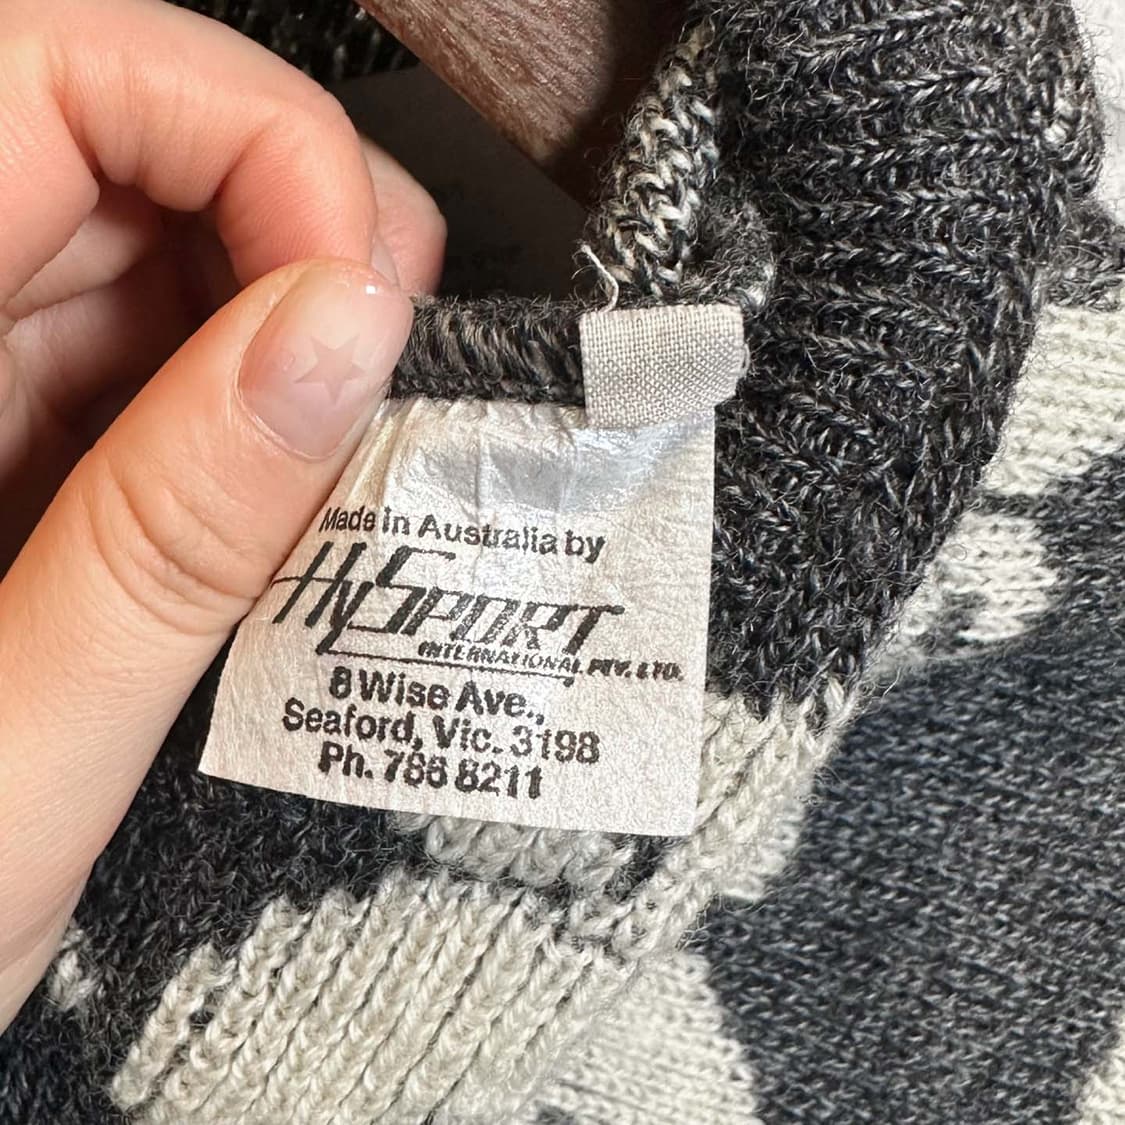 Made in Australia by
HySPORT
INTERNATIONAL PTY. LTD.
8 Wise Ave.,
Seaford, Vic. 3198
Ph. 786 8211